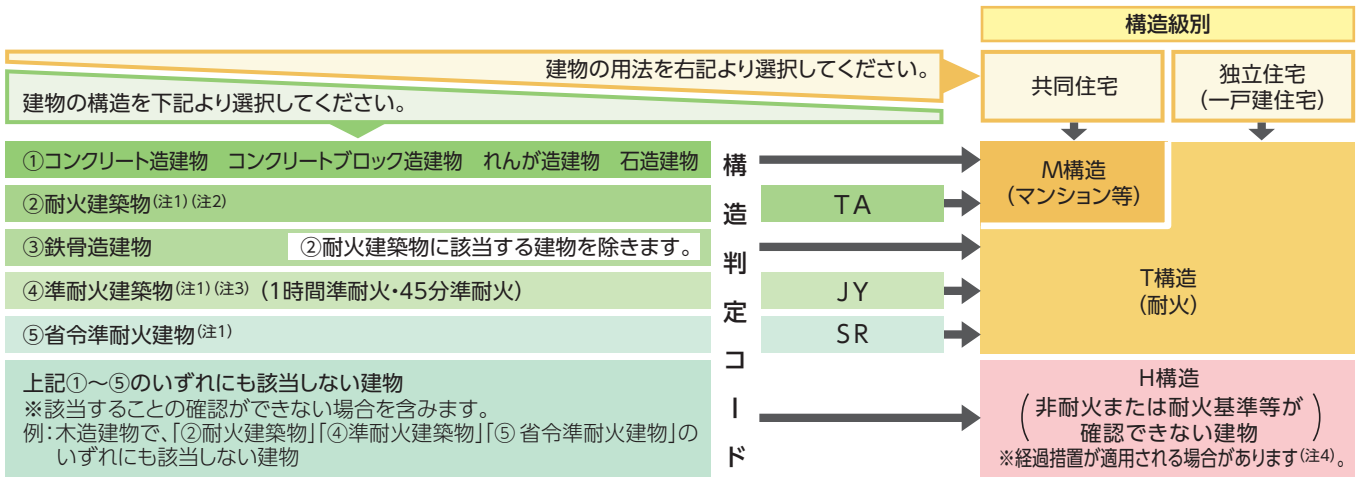 構造級別
建物の用法を右記より選択してください。
共同住宅
独立住宅
(一戸建住宅)
建物の構造を下記より選択してください。
構造判定コード
①コンクリート造建物 コンクリートブロック造建物 れんが造建物 石造建物
M構造
(マンション等)
②耐火建築物(注1)(注2)
TA
③鉄骨造建物 ②耐火建築物に該当する建物を除きます。
T構造
(耐火)
④準耐火建築物(注1)(注3) (1時間準耐火・45分準耐火)
JY
⑤省令準耐火建物(注1)
SR
上記①～⑤のいずれにも該当しない建物
※該当することの確認ができない場合を含みます。
例：木造建物で、「②耐火建築物」「④準耐火建築物」「⑤省令準耐火建物」の
いずれにも該当しない建物
H構造
(非耐火または耐火基準等が
確認できない建物)
※経過措置が適用される場合があります(注4)。